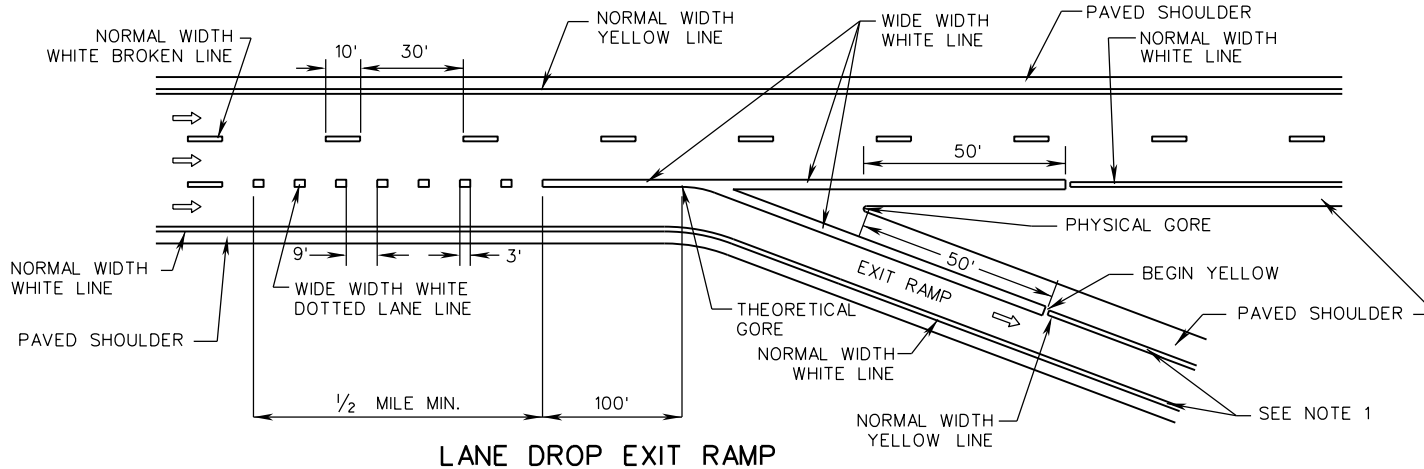 NORMAL WIDTH
WHITE BROKEN LINE
10'
30'
NORMAL WIDTH
YELLOW LINE
WIDE WIDTH
WHITE LINE
PAVED SHOULDER
NORMAL WIDTH
WHITE LINE
50'
PHYSICAL GORE
NORMAL WIDTH
WHITE LINE
9'
3'
WIDE WIDTH WHITE
DOTTED LANE LINE
PAVED SHOULDER
THEORETICAL
GORE
EXIT RAMP
50'
BEGIN YELLOW
PAVED SHOULDER
NORMAL WIDTH
WHITE LINE
NORMAL WIDTH
YELLOW LINE
SEE NOTE 1
1/2 MILE MIN.
100'
LANE DROP EXIT RAMP